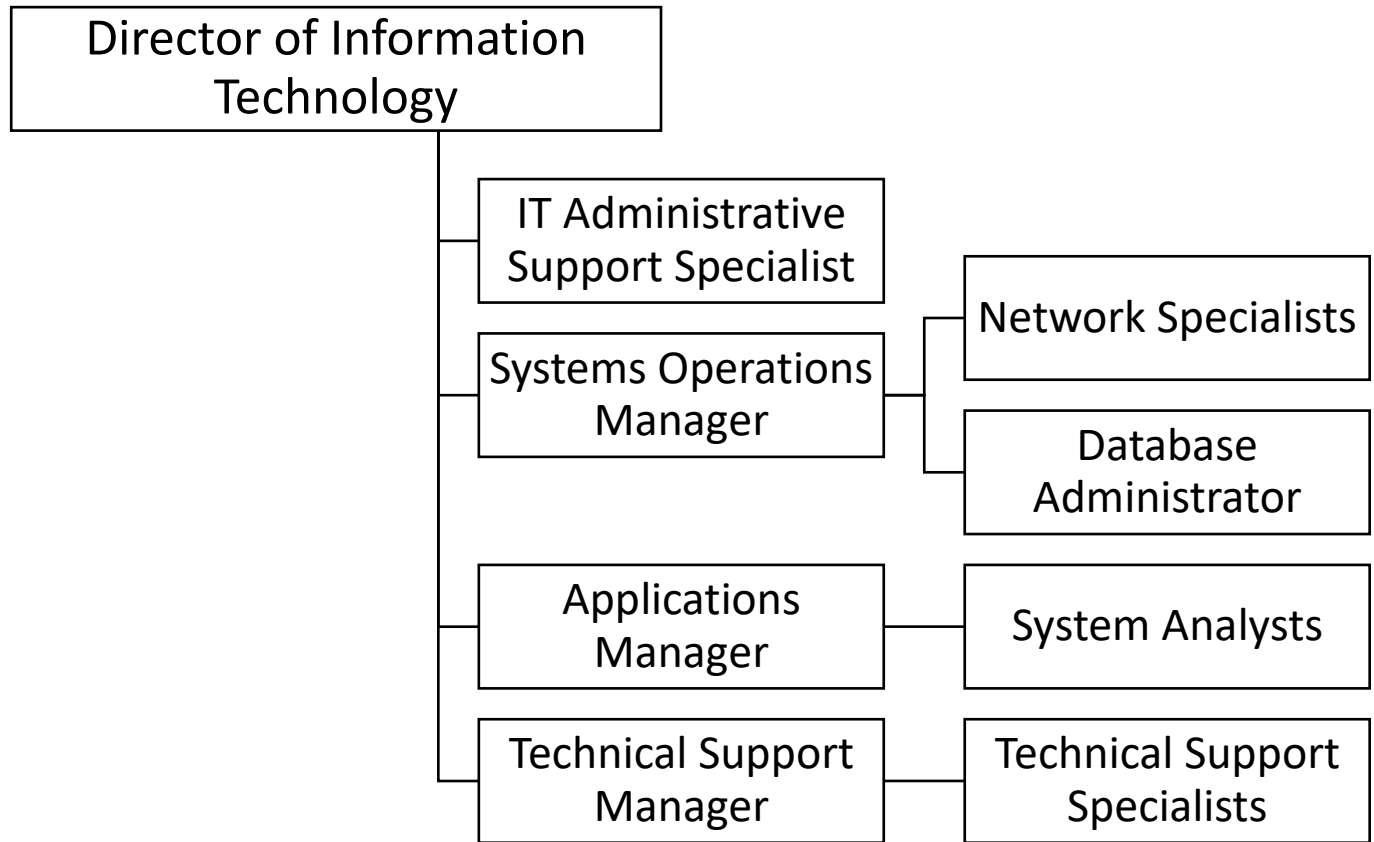 Director of Information
Technology
IT Administrative
Support Specialist
Systems Operations
Manager
Network Specialists
Database
Administrator
Applications
Manager
System Analysts
Technical Support
Manager
Technical Support
Specialists